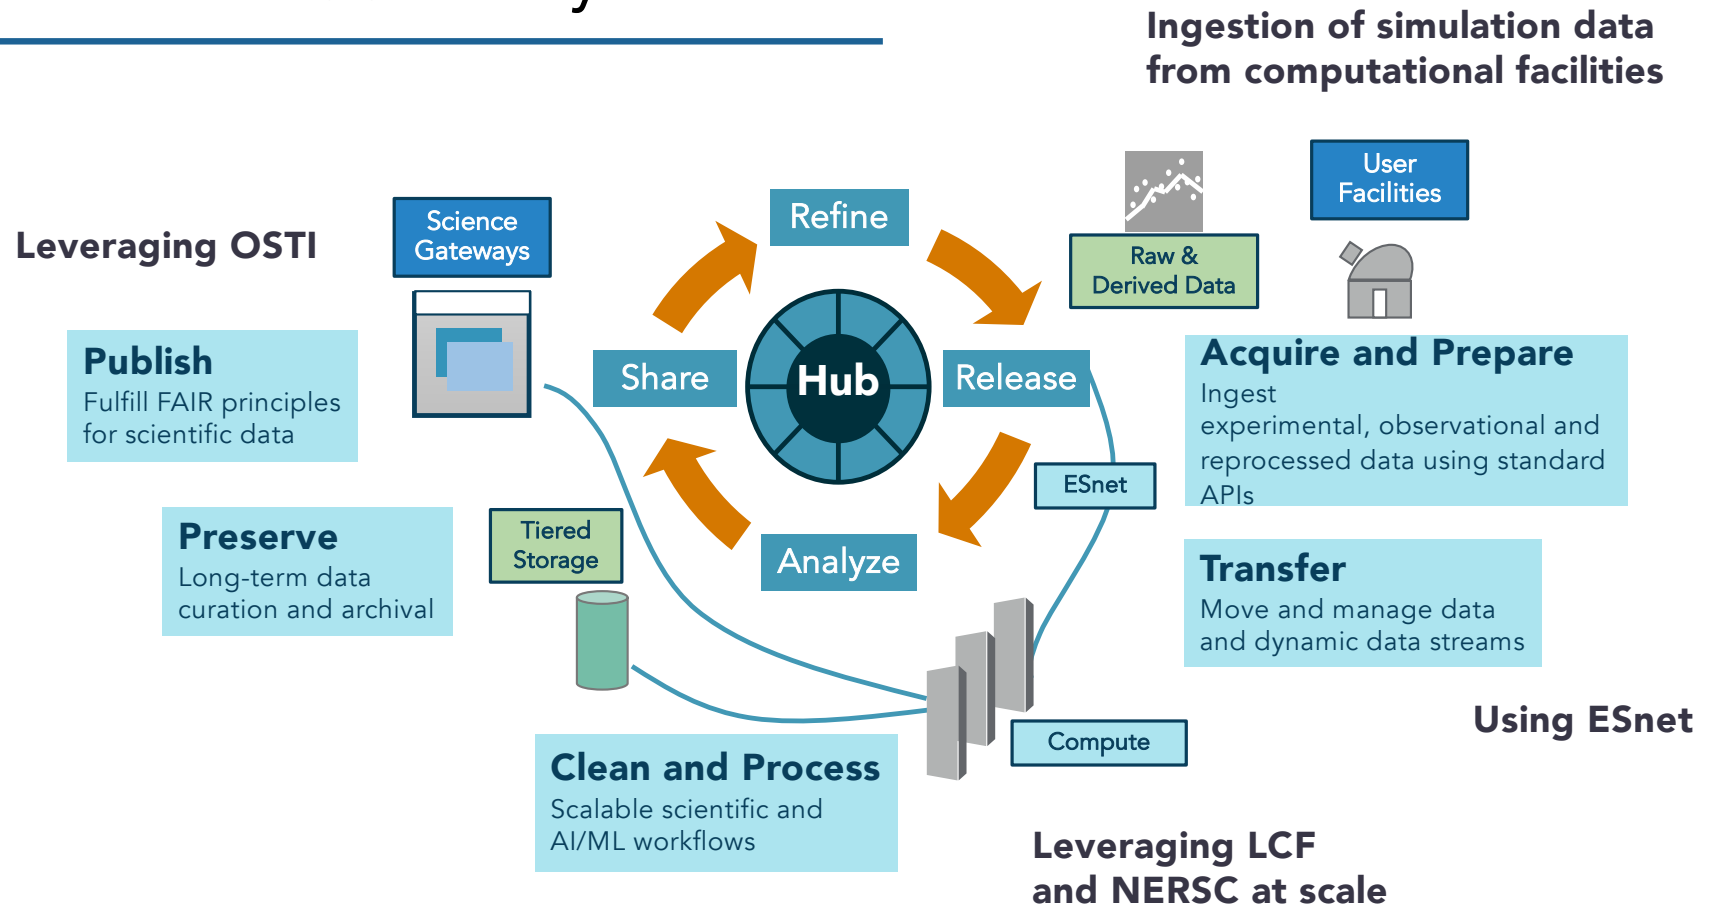 Ingestion of simulation data
from computational facilities
User
Facilities
Science
Gateways
Refine
Leveraging OSTI
Raw &
Derived Data
Publish
Fulfill FAIR principles
for scientific data
Share
Hub
Release
Acquire and Prepare
Ingest
experimental, observational and
reprocessed data using standard
APIs
ESnet
Preserve
Long-term data
curation and archival
Tiered
Storage
Analyze
Transfer
Move and manage data
and dynamic data streams
Using ESnet
Compute
Clean and Process
Scalable scientific and
AI/ML workflows
Leveraging LCF
and NERSC at scale